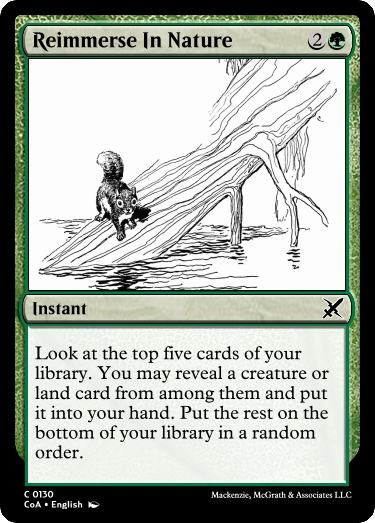 Reimmerse In Nature 2
Instant
Look at the top five cards of your
library. You may reveal a creature or
land card from among them and put
it into your hand. Put the rest on the
bottom of your library in a random
order.
C 0130
CoA • English Mackenzie, McGrath & Associates LLC